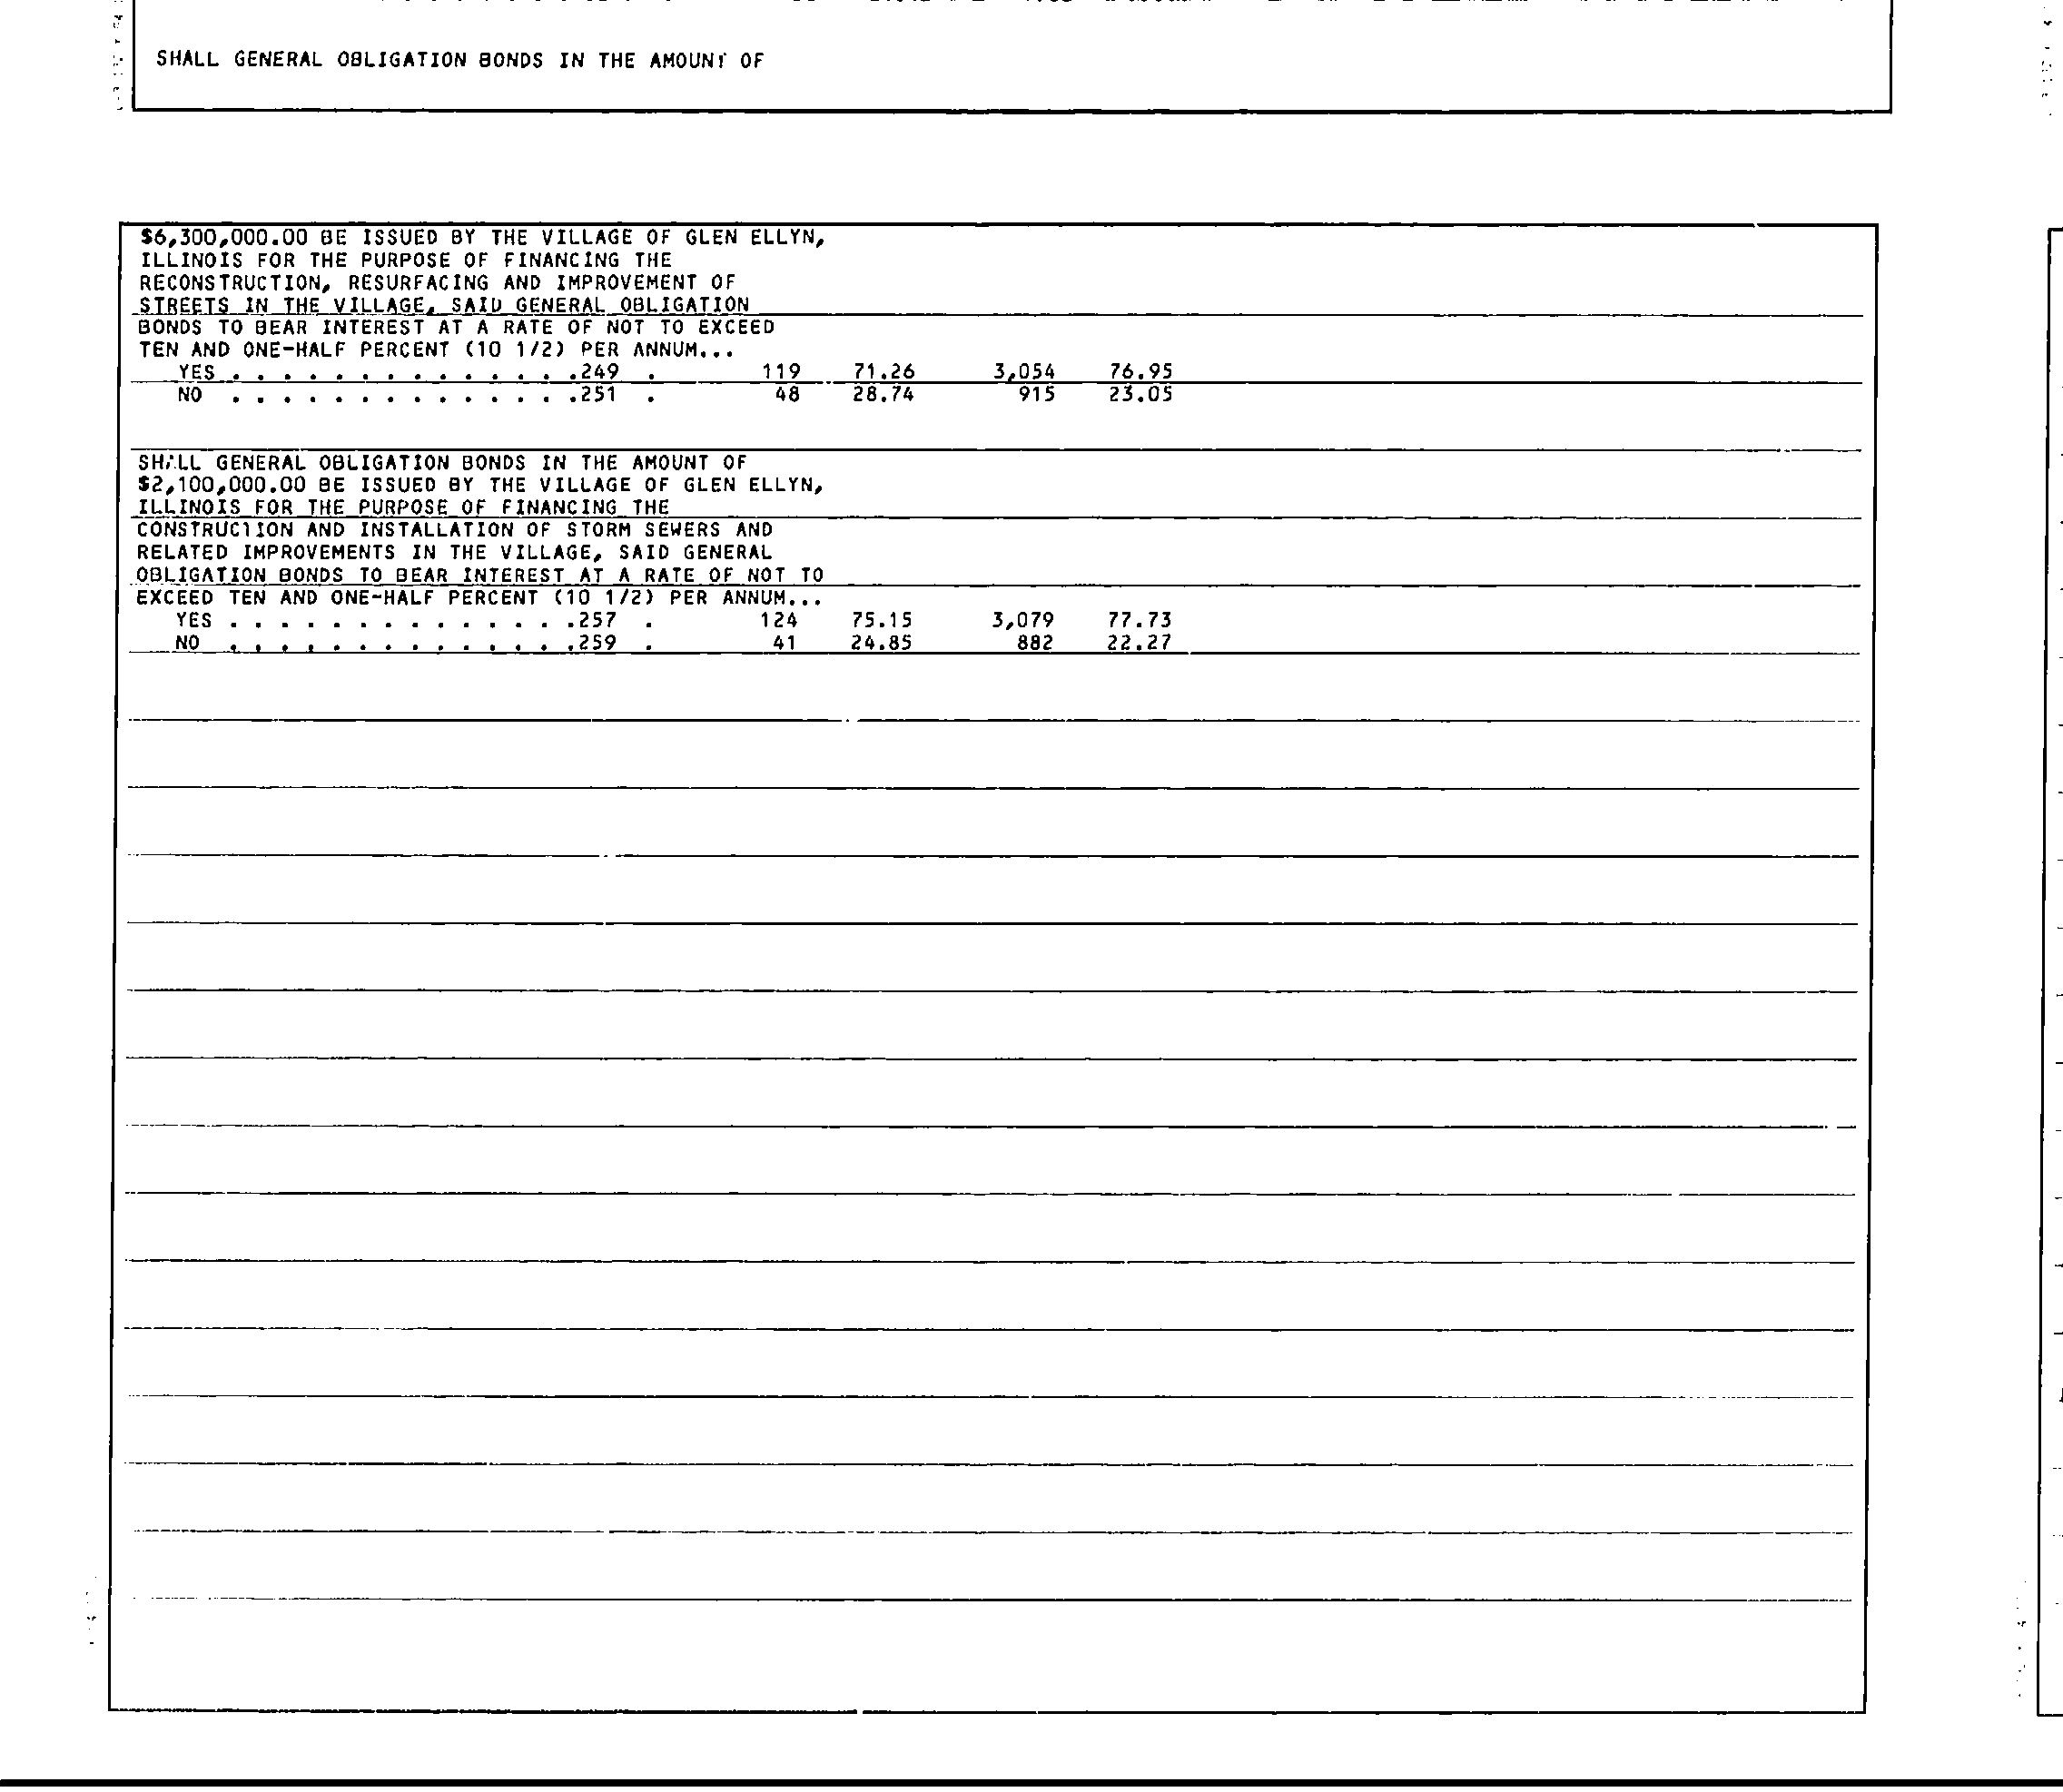 SHALL GENERAL OBLIGATION BONDS IN THE AMOUNT OF
$6,300,000.00 BE ISSUED BY THE VILLAGE OF GLEN ELLYN,
ILLINOIS FOR THE PURPOSE OF FINANCING THE
RECONSTRUCTION, RESURFACING AND IMPROVEMENT OF
STREETS IN THE VILLAGE, SAID GENERAL OBLIGATION
BONDS TO BEAR INTEREST AT A RATE OF NOT TO EXCEED
TEN AND ONE-HALF PERCENT (10 1/2) PER ANNUM...
YES . . . . . . . . . . . . . .249 . 119 71.26 3,054 76.95
NO . . . . . . . . . . . . . .251 . 48 28.74 915 23.05
SHALL GENERAL OBLIGATION BONDS IN THE AMOUNT OF
$2,100,000.00 BE ISSUED BY THE VILLAGE OF GLEN ELLYN,
ILLINOIS FOR THE PURPOSE OF FINANCING THE
CONSTRUCTION AND INSTALLATION OF STORM SEWERS AND
RELATED IMPROVEMENTS IN THE VILLAGE, SAID GENERAL
OBLIGATION BONDS TO BEAR INTEREST AT A RATE OF NOT TO
EXCEED TEN AND ONE-HALF PERCENT (10 1/2) PER ANNUM...
YES . . . . . . . . . . . . . .257 . 124 75.15 3,079 77.73
NO . . . . . . . . . . . . . .259 . 41 24.85 882 22.27